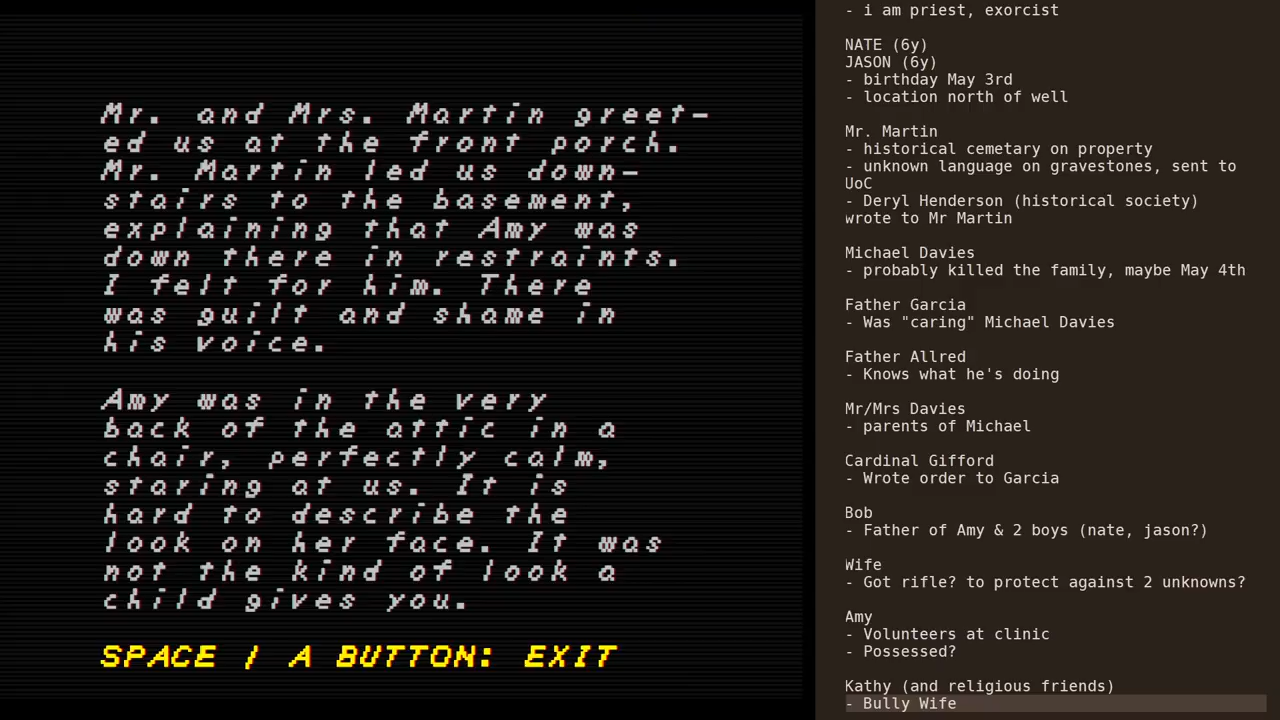 Mr. and Mrs. Martin greet-
ed us at the front porch.
Mr. Martin led us down-
stairs to the basement,
explaining that Amy was
down there in restraints.
I felt for him. There
was guilt and shame in
his voice.
Amy was in the very
back of the attic in a
chair, perfectly calm,
staring at us. It is
hard to describe the
look on her face. It was
not the kind of look a
child gives you.
SPACE / A BUTTON: EXIT
- i am priest, exorcist
NATE (6y)
JASON (6y)
- birthday May 3rd
- location north of well
Mr. Martin
- historical cemetary on property
- unknown language on gravestones, sent to
UoC
- Deryl Henderson (historical society)
wrote to Mr Martin
Michael Davies
- probably killed the family, maybe May 4th
Father Garcia
- Was "caring" Michael Davies
Father Allred
- Knows what he's doing
Mr/Mrs Davies
- parents of Michael
Cardinal Gifford
- Wrote order to Garcia
Bob
- Father of Amy & 2 boys (nate, jason?)
Wife
- Got rifle? to protect against 2 unknowns?
Amy
- Volunteers at clinic
- Possessed?
Kathy (and religious friends)
- Bully Wife